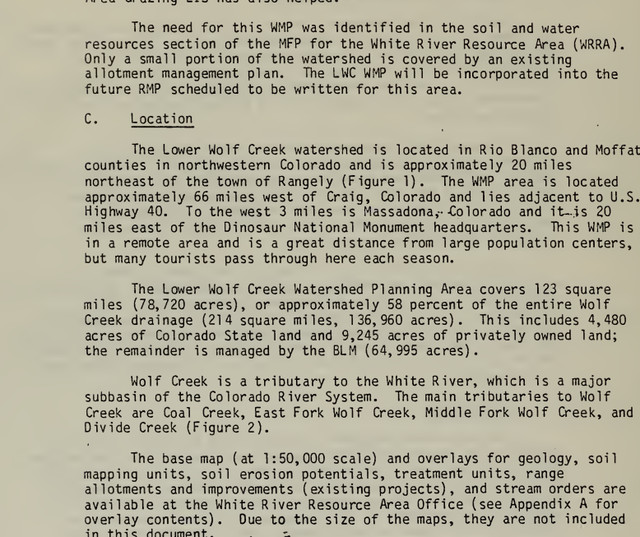 Area Grazing EIS has also helped.
The need for this WMP was identified in the soil and water
resources section of the MFP for the White River Resource Area (WRRA).
Only a small portion of the watershed is covered by an existing
allotment management plan. The LWC WMP will be incorporated into the
future RMP scheduled to be written for this area.
C. Location
The Lower Wolf Creek watershed is located in Rio Blanco and Moffat
counties in northwestern Colorado and is approximately 20 miles
northeast of the town of Rangely (Figure 1). The WMP area is located
approximately 66 miles west of Craig, Colorado and lies adjacent to U.S.
Highway 40. To the west 3 miles is Massadona, Colorado and it is 20
miles east of the Dinosaur National Monument headquarters. This WMP is
in a remote area and is a great distance from large population centers,
but many tourists pass through here each season.
The Lower Wolf Creek Watershed Planning Area covers 123 square
miles (78,720 acres), or approximately 58 percent of the entire Wolf
Creek drainage (214 square miles, 136,960 acres). This includes 4,480
acres of Colorado State land and 9,245 acres of privately owned land;
the remainder is managed by the BLM (64,995 acres).
Wolf Creek is a tributary to the White River, which is a major
subbasin of the Colorado River System. The main tributaries to Wolf
Creek are Coal Creek, East Fork Wolf Creek, Middle Fork Wolf Creek, and
Divide Creek (Figure 2).
The base map (at 1:50,000 scale) and overlays for geology, soil
mapping units, soil erosion potentials, treatment units, range
allotments and improvements (existing projects), and stream orders are
available at the White River Resource Area Office (see Appendix A for
overlay contents). Due to the size of the maps, they are not included
in this document.